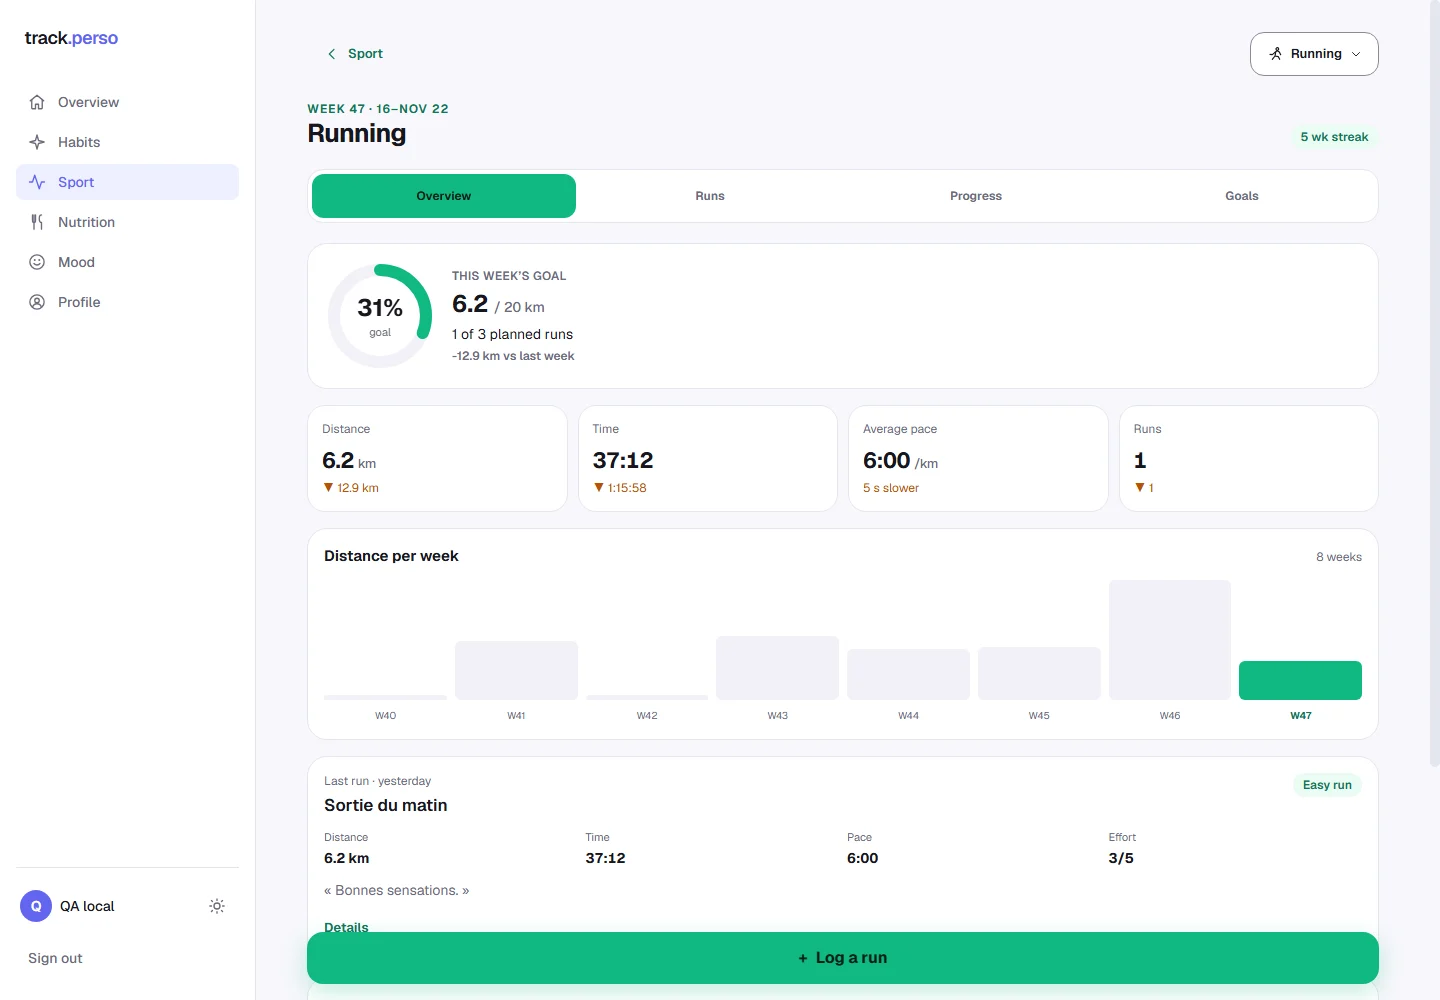 track.perso
Overview
Habits
Sport
Nutrition
Mood
Profile
Q QA local
Sign out
Sport
Running
WEEK 47 · 16–NOV 22
Running
5 wk streak
Overview Runs Progress Goals
31%
goal
THIS WEEK'S GOAL
6.2 / 20 km
1 of 3 planned runs
-12.9 km vs last week
Distance
6.2 km
▼ 12.9 km
Time
37:12
▼ 1:15:58
Average pace
6:00 /km
5 s slower
Runs
1
▼ 1
Distance per week
8 weeks
W40 W41 W42 W43 W44 W45 W46 W47
Last run · yesterday
Easy run
Sortie du matin
Distance Time Pace Effort
6.2 km 37:12 6:00 3/5
« Bonnes sensations. »
Details
+ Log a run